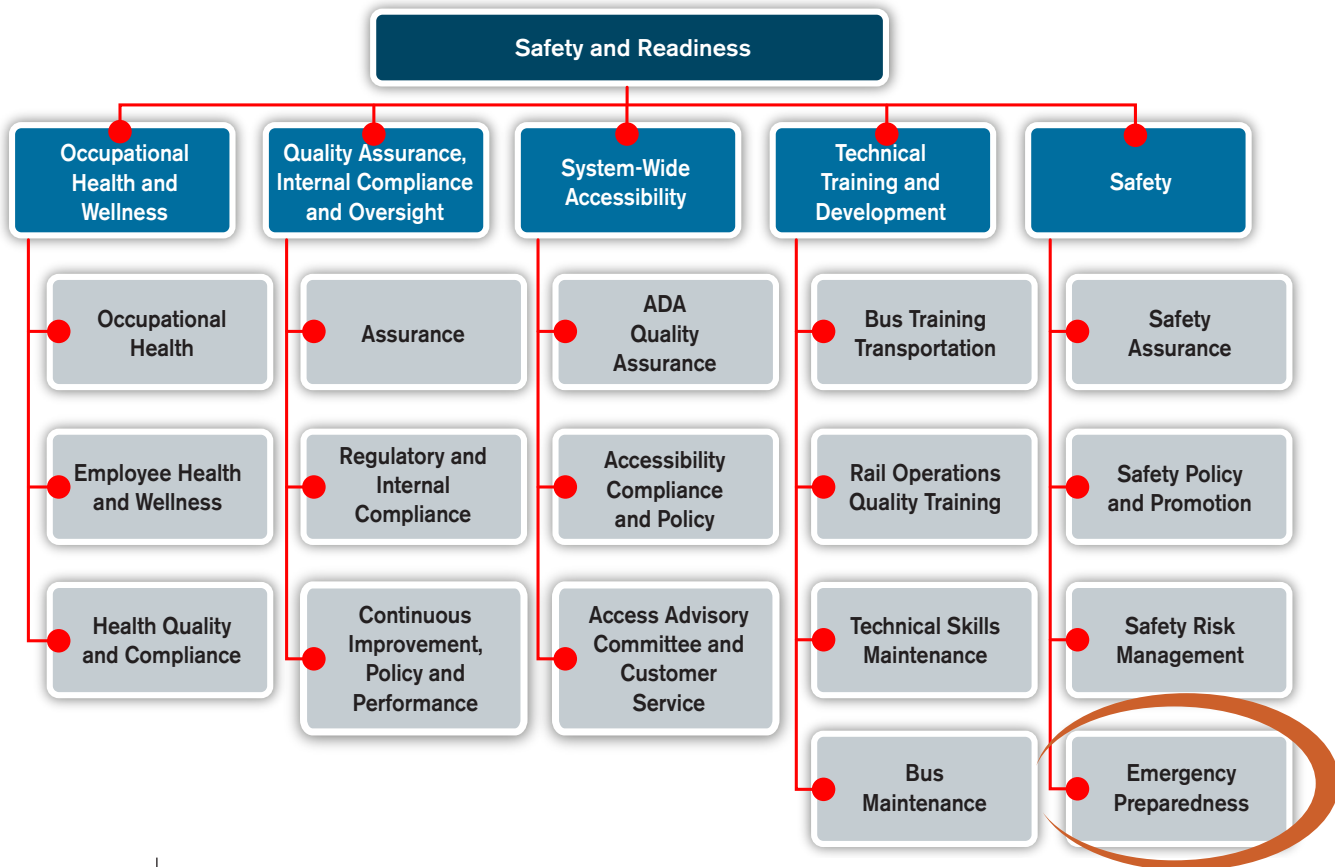 Safety and Readiness
Occupational
Health and
Wellness
Quality Assurance,
Internal Compliance
and Oversight
System-Wide
Accessibility
Technical
Training and
Development
Safety
Occupational
Health
Assurance
ADA
Quality
Assurance
Bus Training
Transportation
Safety
Assurance
Employee Health
and Wellness
Regulatory and
Internal
Compliance
Accessibility
Compliance
and Policy
Rail Operations
Quality Training
Safety Policy
and Promotion
Health Quality
and Compliance
Continuous
Improvement,
Policy and
Performance
Access Advisory
Committee and
Customer
Service
Technical Skills
Maintenance
Safety Risk
Management
Bus
Maintenance
Emergency
Preparedness